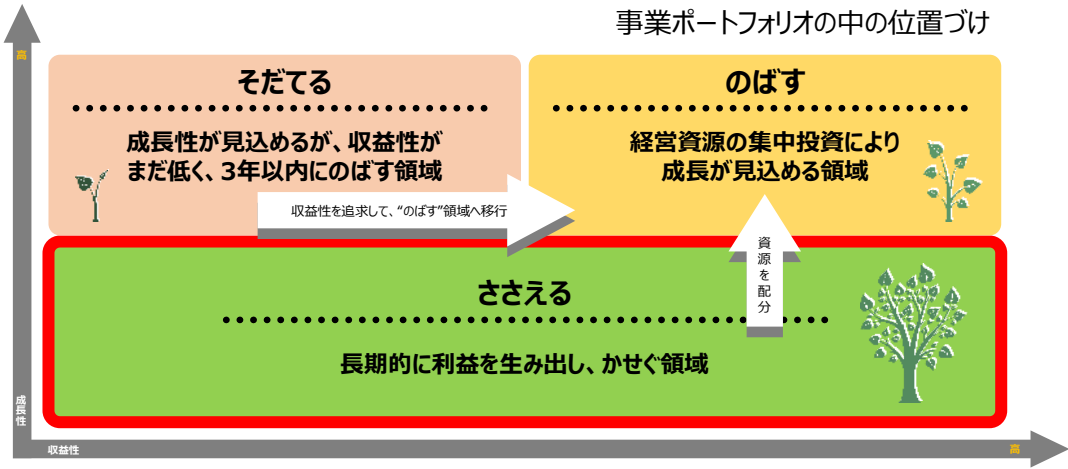 事業ポートフォリオの中の位置づけ
高
そだてる
成長性が見込めるが、収益性が
まだ低く、3年以内にのばす領域
のばす
経営資源の集中投資により
成長が見込める領域
収益性を追求して、“のばす”領域へ移行
資源を配分
ささえる
長期的に利益を生み出し、かせぐ領域
成長性
収益性
高